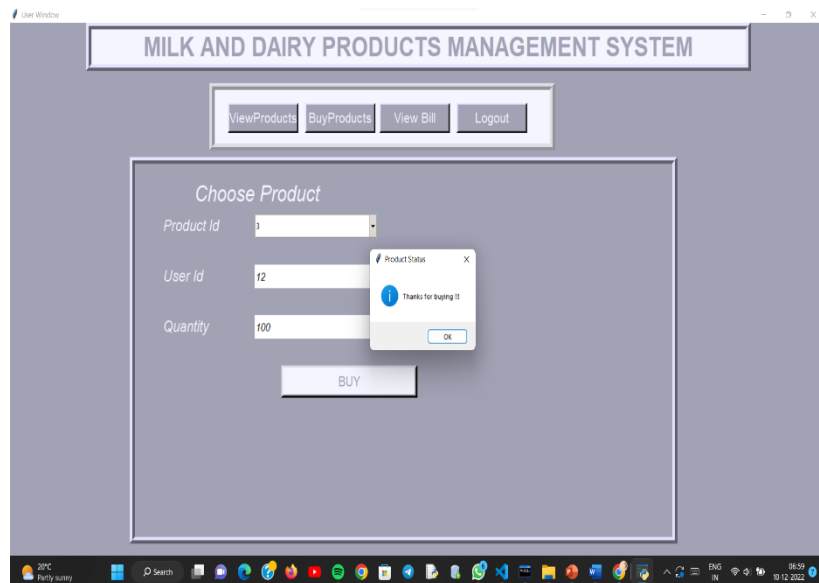 User Window
MILK AND DAIRY PRODUCTS MANAGEMENT SYSTEM
ViewProducts BuyProducts View Bill Logout
Choose Product
Product Id 3
User Id 12
Quantity 100
Product Status
Thanks for buying !!!
OK
BUY
20°C
Partly sunny
Search
ENG
IN
06:59
10-12-2022